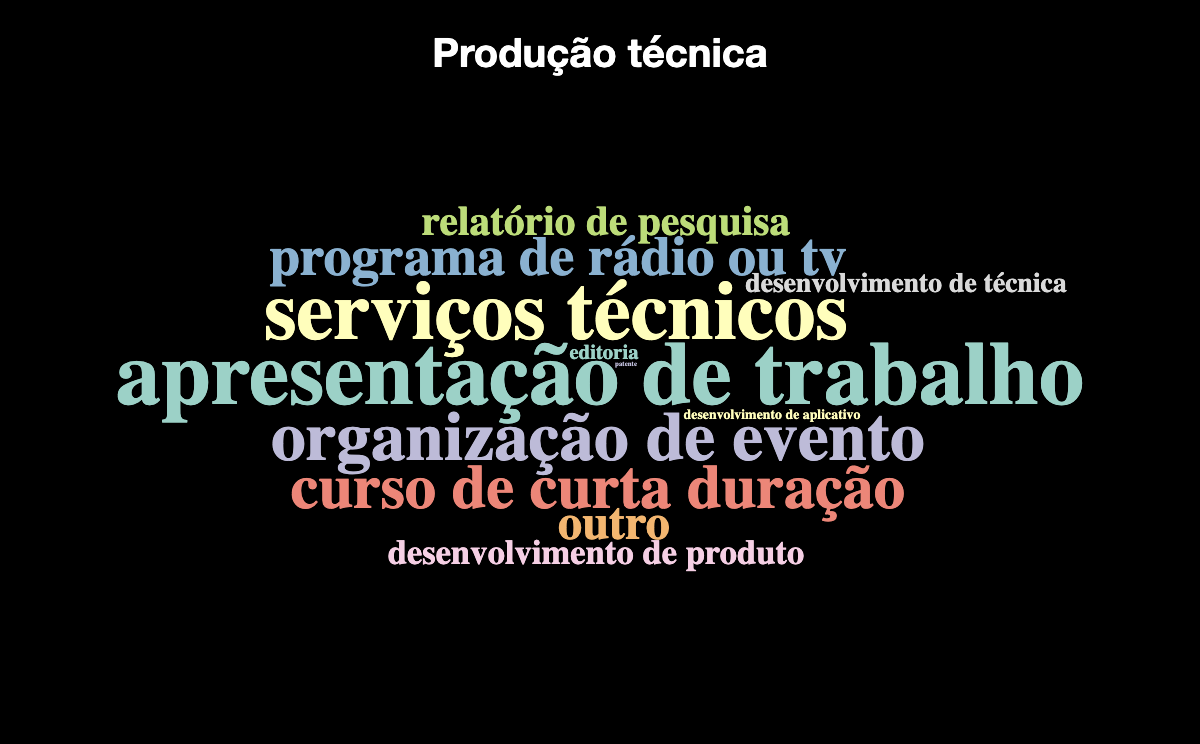 Produção técnica
relatório de pesquisa
programa de rádio ou tv
desenvolvimento de técnica
serviços técnicos
editoria
patente
apresentação de trabalho
desenvolvimento de aplicativo
organização de evento
curso de curta duração
outro
desenvolvimento de produto